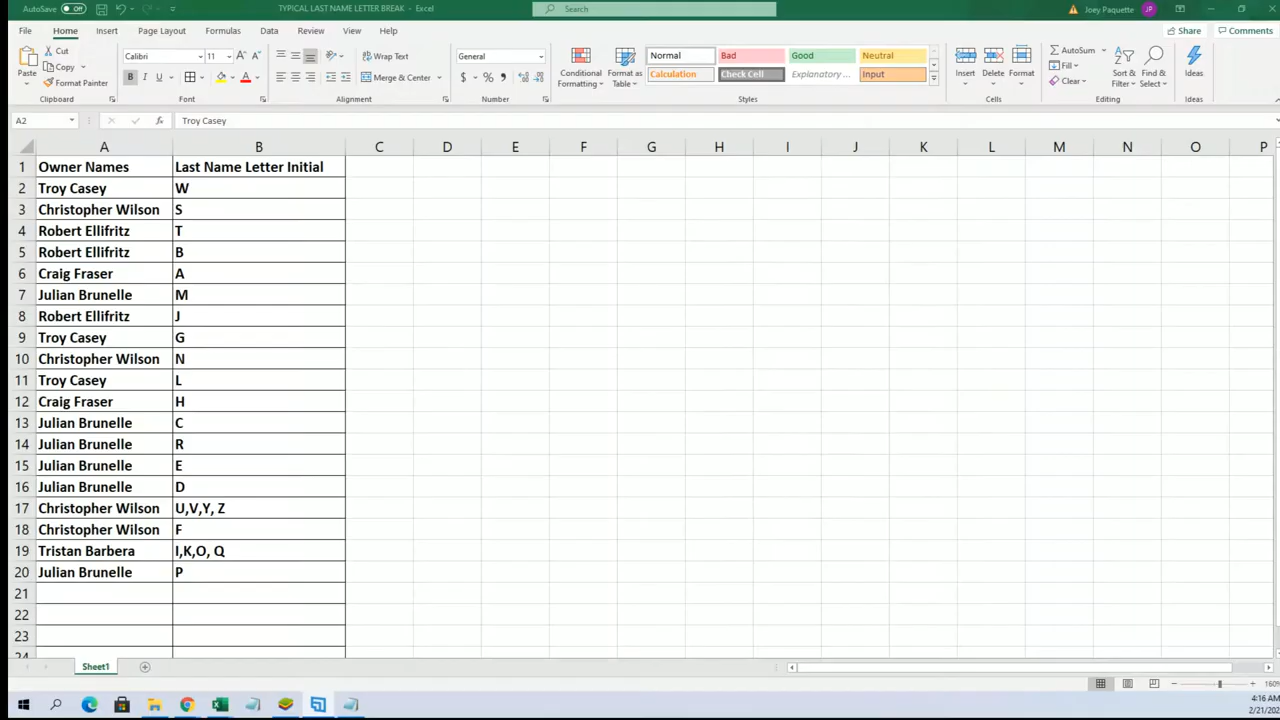 AutoSave Off TYPICAL LAST NAME LETTER BREAK - Excel Search Joey Paquette JP
File Home Insert Page Layout Formulas Data Review View Help Share Comments
Paste Cut Copy Format Painter Clipboard
Calibri 11 A A B I U A Font
Wrap Text Merge & Center Alignment
General $ % , Number
Conditional Formatting Format as Table
Normal Bad Good Neutral
Calculation Check Cell Explanatory ... Input
Styles
Insert Delete Format Cells
AutoSum Fill Clear Sort & Filter Find & Select Editing
Ideas Ideas
A2 fx Troy Casey
A B C D E F G H I J K L M N O P
1 Owner Names Last Name Letter Initial
2 Troy Casey W
3 Christopher Wilson S
4 Robert Ellifritz T
5 Robert Ellifritz B
6 Craig Fraser A
7 Julian Brunelle M
8 Robert Ellifritz J
9 Troy Casey G
10 Christopher Wilson N
11 Troy Casey L
12 Craig Fraser H
13 Julian Brunelle C
14 Julian Brunelle R
15 Julian Brunelle E
16 Julian Brunelle D
17 Christopher Wilson U,V,Y, Z
18 Christopher Wilson F
19 Tristan Barbera I,K,O, Q
20 Julian Brunelle P
21
22
23
24
Sheet1
160%
4:16 AM
2/21/202